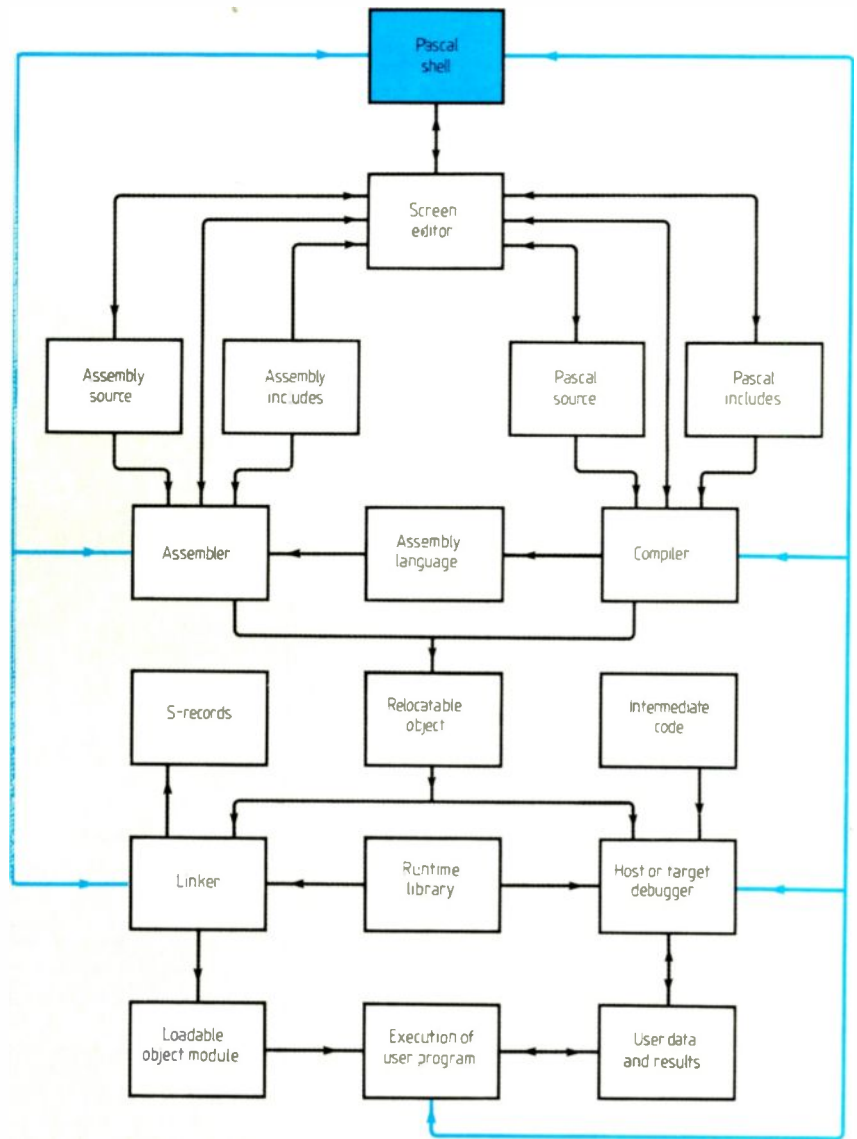 Pascal
shell
Screen
editor
Assembly
source
Assembly
includes
Pascal
source
Pascal
includes
Assembler
Assembly
language
Compiler
S-records
Relocatable
object
Intermediate
code
Linker
Runtime
library
Host or target
debugger
Loadable
object module
Execution of
user program
User data
and results